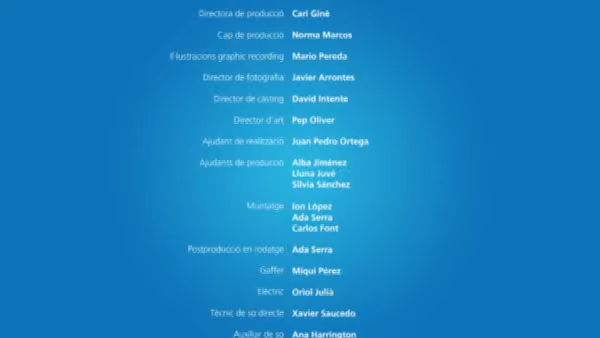 Directora de producció Cari Giné
Cap de producció Norma Marcos
Il·lustracions graphic recording Mario Pereda
Director de fotografia Javier Arrontes
Director de casting David Intente
Director d'art Pep Oliver
Ajudant de realització Juan Pedro Ortega
Ajudants de producció Alba Jiménez
Lluna Juvé
Sílvia Sánchez
Muntatge Ion López
Ada Serra
Carlos Font
Postproducció en rodatge Ada Serra
Gaffer Miqui Pérez
Elèctric Oriol Julià
Tècnic de so directe Xavier Saucedo
Auxiliar de so Ana Harrington